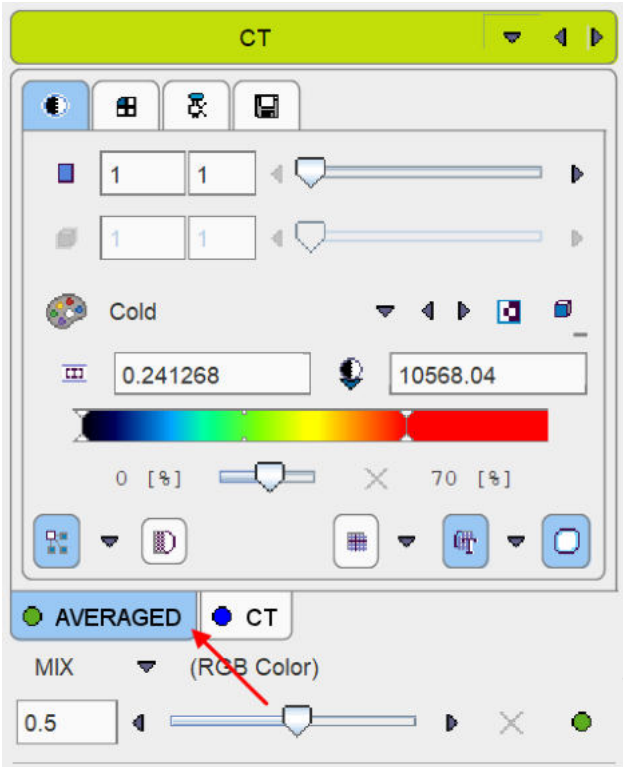 CT
1 1
1 1
Cold
0.241268 10568.04
0 [%] 70 [%]
AVERAGED CT
MIX (RGB Color)
0.5